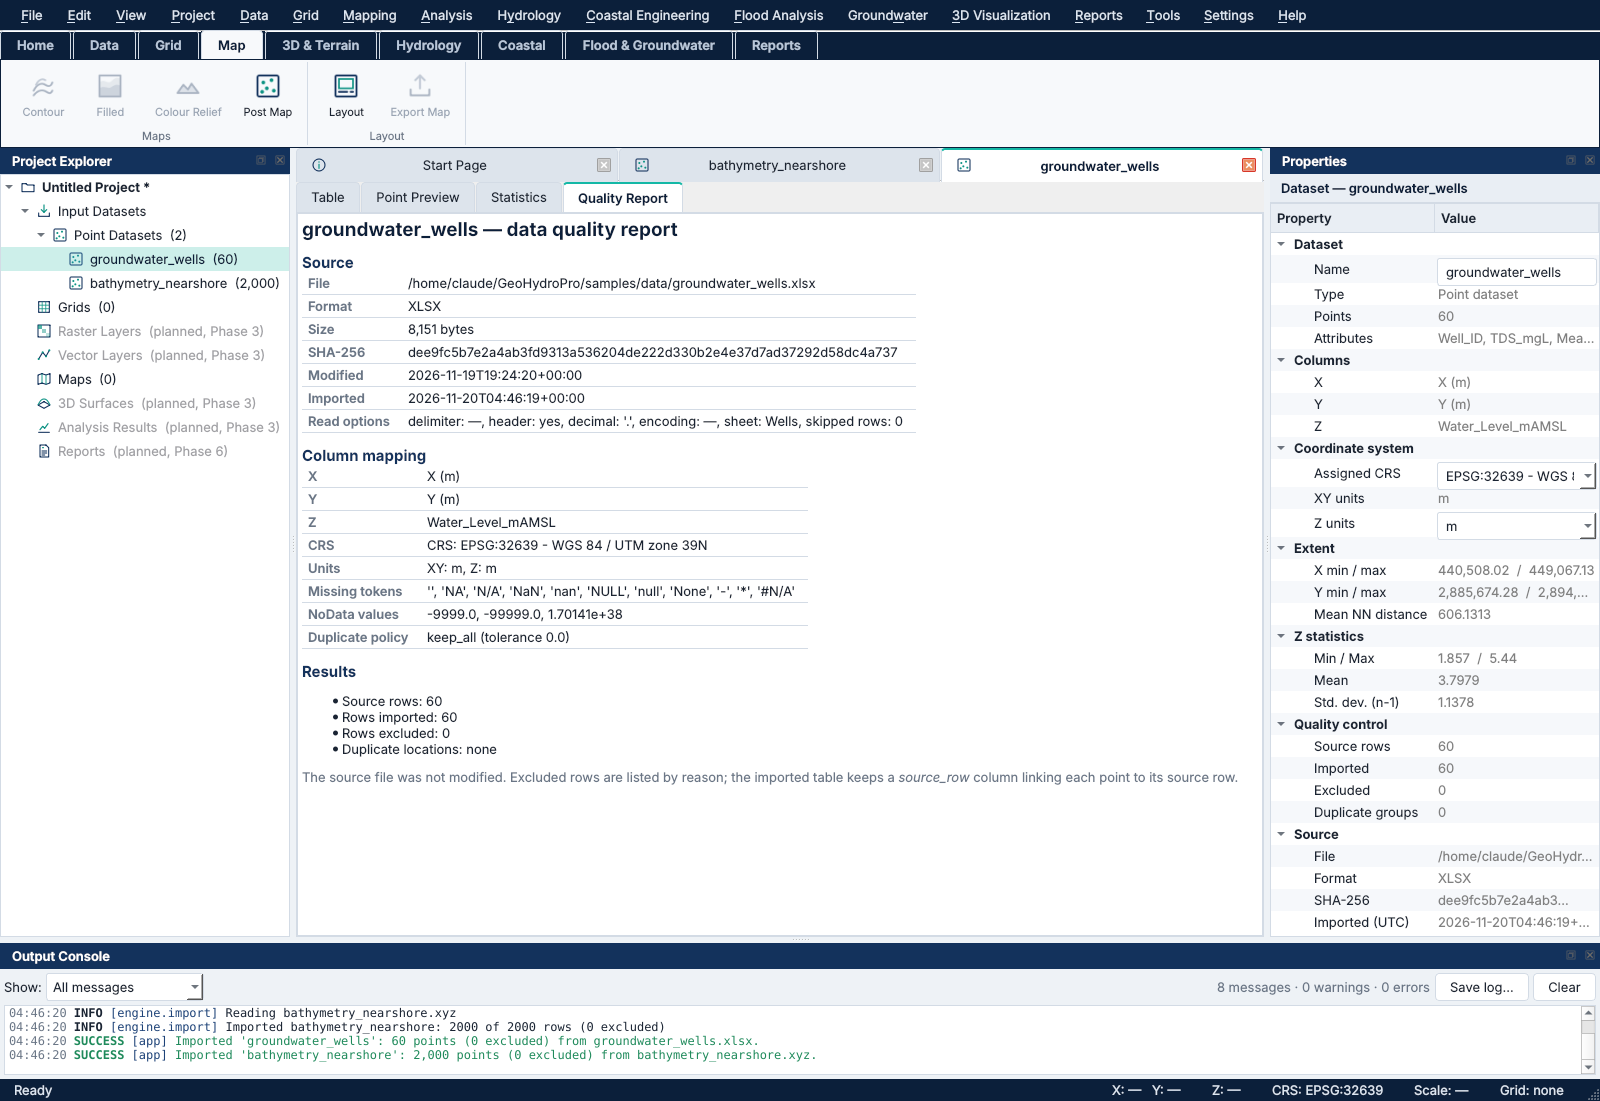 File Edit View Project Data Grid Mapping Analysis Hydrology Coastal Engineering Flood Analysis Groundwater 3D Visualization Reports Tools Settings Help
Home Data Grid Map 3D & Terrain Hydrology Coastal Flood & Groundwater Reports
Contour Filled Colour Relief Post Map Layout Export Map
Maps Layout
Project Explorer
Untitled Project *
Input Datasets
Point Datasets (2)
groundwater_wells (60)
bathymetry_nearshore (2,000)
Grids (0)
Raster Layers (planned, Phase 3)
Vector Layers (planned, Phase 3)
Maps (0)
3D Surfaces (planned, Phase 3)
Analysis Results (planned, Phase 3)
Reports (planned, Phase 6)
Start Page bathymetry_nearshore groundwater_wells
Table Point Preview Statistics Quality Report
groundwater_wells — data quality report
Source
File /home/claude/GeoHydroPro/samples/data/groundwater_wells.xlsx
Format XLSX
Size 8,151 bytes
SHA-256 dee9fc5b7e2a4ab3fd9313a536204de222d330b2e4e37d7ad37292d58dc4a737
Modified 2026-11-19T19:24:20+00:00
Imported 2026-11-20T04:46:19+00:00
Read options delimiter: —, header: yes, decimal: '.', encoding: —, sheet: Wells, skipped rows: 0
Column mapping
X X (m)
Y Y (m)
Z Water_Level_mAMSL
CRS CRS: EPSG:32639 - WGS 84 / UTM zone 39N
Units XY: m, Z: m
Missing tokens '', 'NA', 'N/A', 'NaN', 'nan', 'NULL', 'null', 'None', '-', '*', '#N/A'
NoData values -9999.0, -99999.0, 1.70141e+38
Duplicate policy keep_all (tolerance 0.0)
Results
• Source rows: 60
• Rows imported: 60
• Rows excluded: 0
• Duplicate locations: none
The source file was not modified. Excluded rows are listed by reason; the imported table keeps a source_row column linking each point to its source row.
Properties
Dataset — groundwater_wells
Property Value
Dataset
Name groundwater_wells
Type Point dataset
Points 60
Attributes Well_ID, TDS_mgL, Mea...
Columns
X X (m)
Y Y (m)
Z Water_Level_mAMSL
Coordinate system
Assigned CRS EPSG:32639 - WGS
XY units m
Z units m
Extent
X min / max 440,508.02 / 449,067.13
Y min / max 2,885,674.28 / 2,894,...
Mean NN distance 606.1313
Z statistics
Min / Max 1.857 / 5.44
Mean 3.7979
Std. dev. (n-1) 1.1378
Quality control
Source rows 60
Imported 60
Excluded 0
Duplicate groups 0
Source
File /home/claude/GeoHydr...
Format XLSX
SHA-256 dee9fc5b7e2a4ab3...
Imported (UTC) 2026-11-20T04:46:19+...
Output Console
Show: All messages 8 messages · 0 warnings · 0 errors Save log... Clear
04:46:20 INFO [engine.import] Reading bathymetry_nearshore.xyz
04:46:20 INFO [engine.import] Imported bathymetry_nearshore: 2000 of 2000 rows (0 excluded)
04:46:20 SUCCESS [app] Imported 'groundwater_wells': 60 points (0 excluded) from groundwater_wells.xlsx.
04:46:20 SUCCESS [app] Imported 'bathymetry_nearshore': 2,000 points (0 excluded) from bathymetry_nearshore.xyz.
Ready X: — Y: — Z: — CRS: EPSG:32639 Scale: — Grid: none